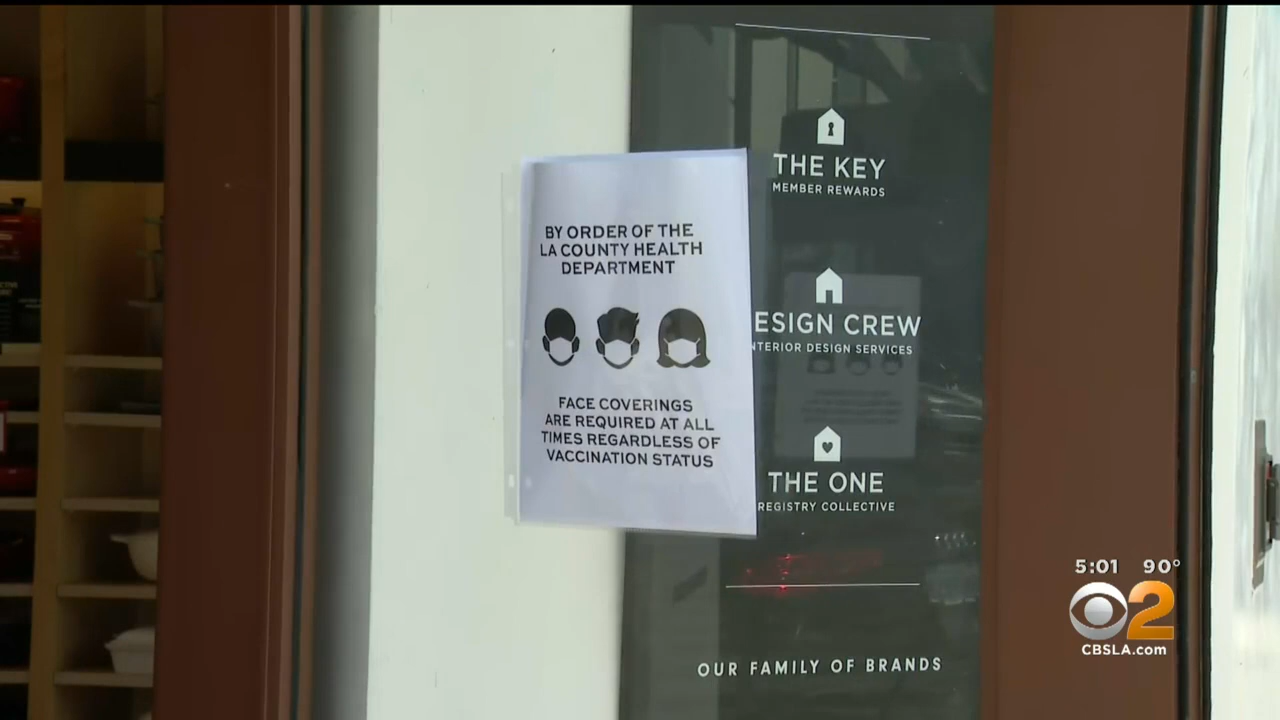 BY ORDER OF THE
LA COUNTY HEALTH
DEPARTMENT
FACE COVERINGS
ARE REQUIRED AT ALL
TIMES REGARDLESS OF
VACCINATION STATUS
THE KEY
MEMBER REWARDS
ESIGN CREW
NTERIOR DESIGN SERVICES
THE ONE
REGISTRY COLLECTIVE
OUR FAMILY OF BRANDS
5:01 90°
2
CBSLA.com